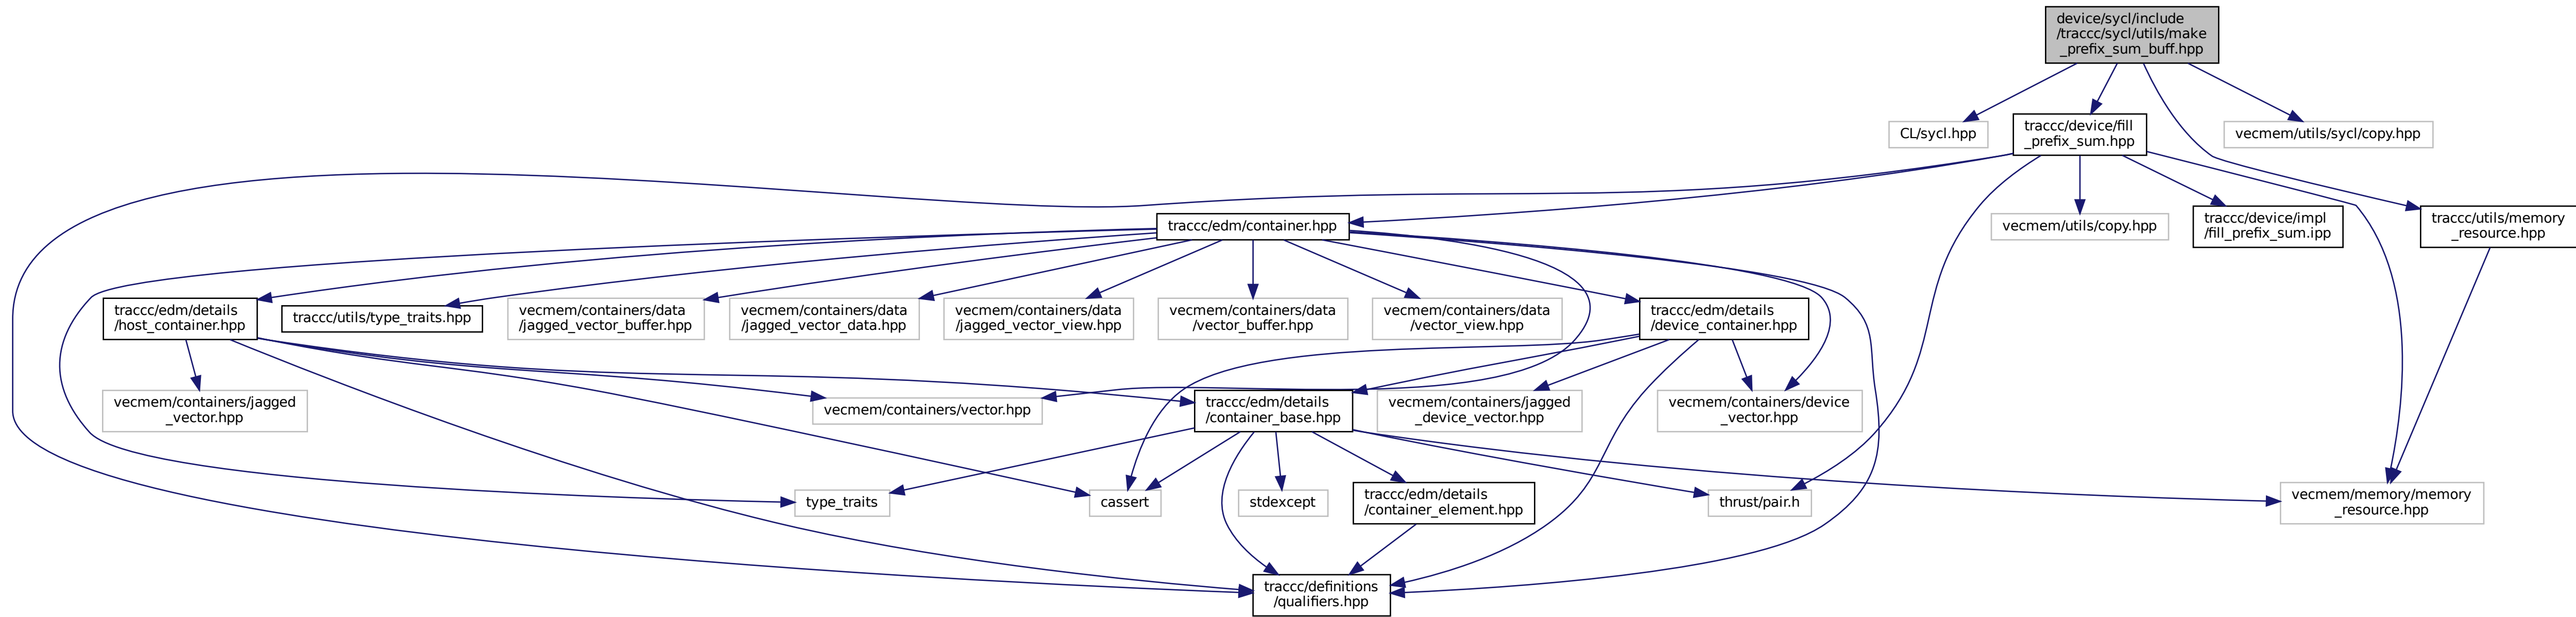 device/sycl/include
/traccc/sycl/utils/make
_prefix_sum_buff.hpp
CL/sycl.hpp
traccc/device/fill
_prefix_sum.hpp
vecmem/utils/sycl/copy.hpp
traccc/edm/container.hpp
vecmem/utils/copy.hpp
traccc/device/impl
/fill_prefix_sum.ipp
traccc/utils/memory
_resource.hpp
traccc/edm/details
/host_container.hpp
traccc/utils/type_traits.hpp
vecmem/containers/data
/jagged_vector_buffer.hpp
vecmem/containers/data
/jagged_vector_data.hpp
vecmem/containers/data
/jagged_vector_view.hpp
vecmem/containers/data
/vector_buffer.hpp
vecmem/containers/data
/vector_view.hpp
traccc/edm/details
/device_container.hpp
vecmem/containers/jagged
_vector.hpp
vecmem/containers/vector.hpp
traccc/edm/details
/container_base.hpp
vecmem/containers/jagged
_device_vector.hpp
vecmem/containers/device
_vector.hpp
type_traits
cassert
stdexcept
traccc/edm/details
/container_element.hpp
thrust/pair.h
vecmem/memory/memory
_resource.hpp
traccc/definitions
/qualifiers.hpp